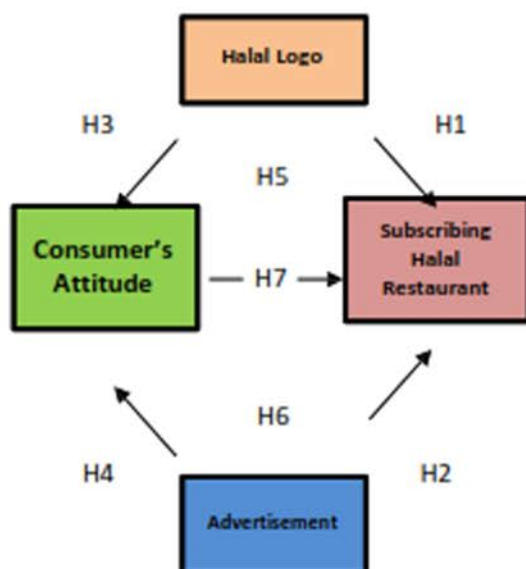 Halal Logo
H3
H1
H5
Consumer's
Attitude
H7
Subscribing
Halal
Restaurant
H6
H4
H2
Advertisement